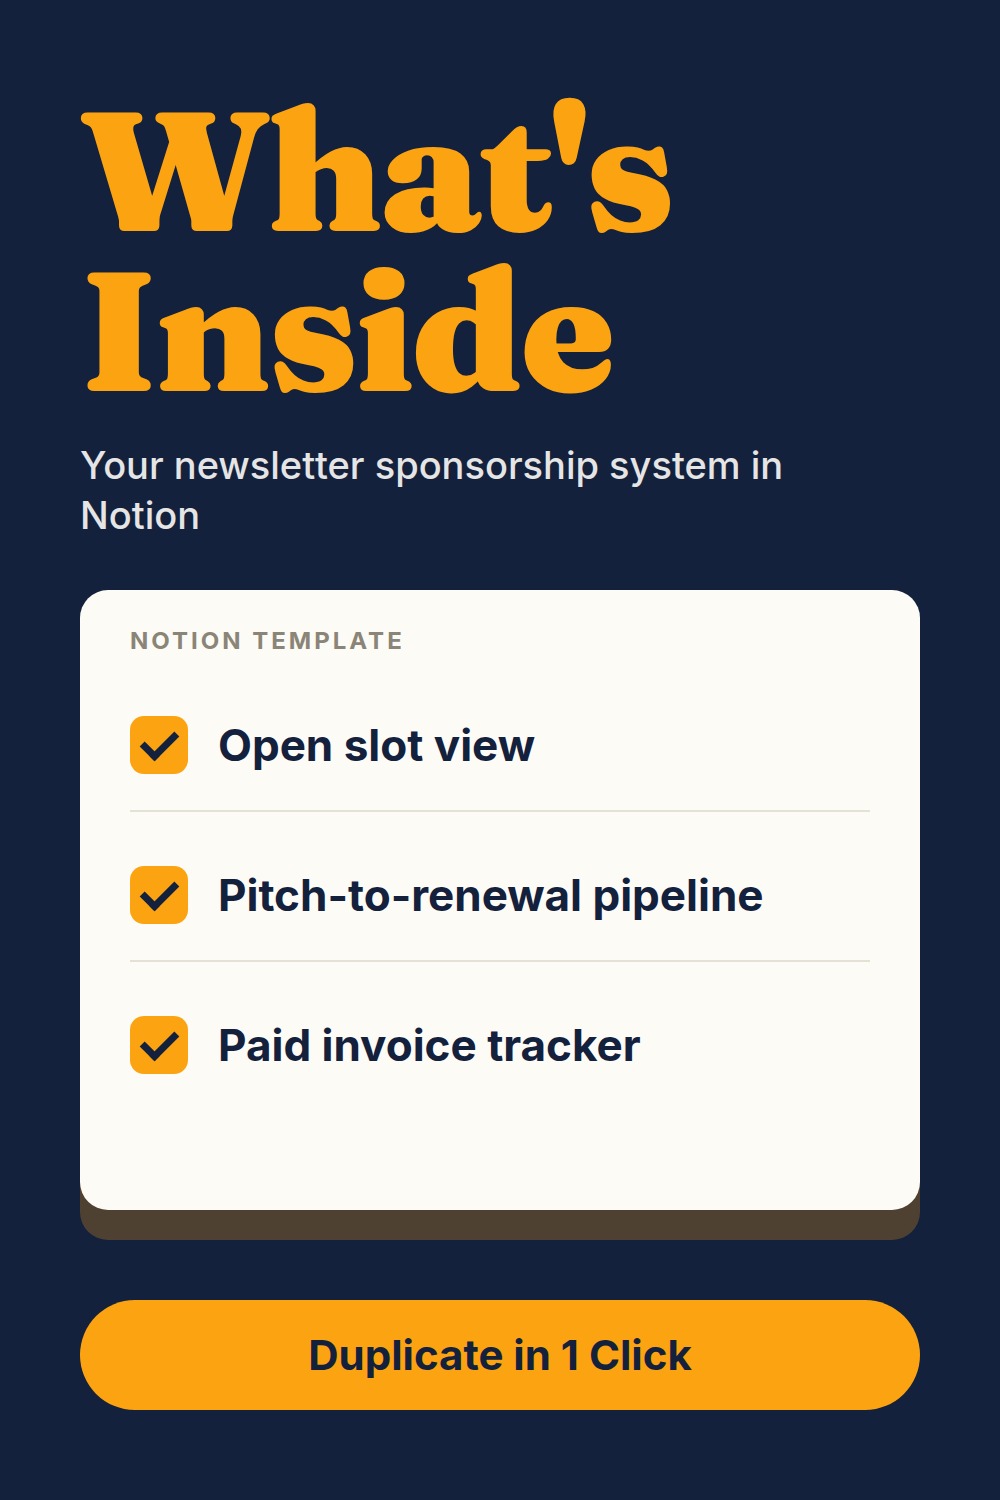 What's
Inside
Your newsletter sponsorship system in
Notion
NOTION TEMPLATE
Open slot view
Pitch-to-renewal pipeline
Paid invoice tracker
Duplicate in 1 Click